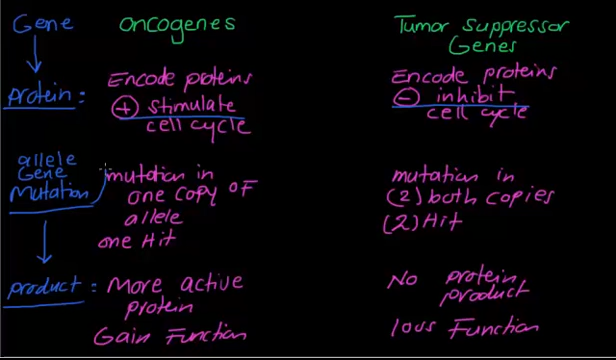 Gene
Oncogenes
Tumor Suppressor
Genes
Protein:
Encode proteins
+ stimulate
cell cycle
Encode proteins
- inhibit
cell cycle
allele
Gene
Mutation
mutation in
one copy of
allele
one Hit
mutation in
(2) both copies
(2) Hit
product:
More active
protein
Gain Function
No protein
product
lous Function